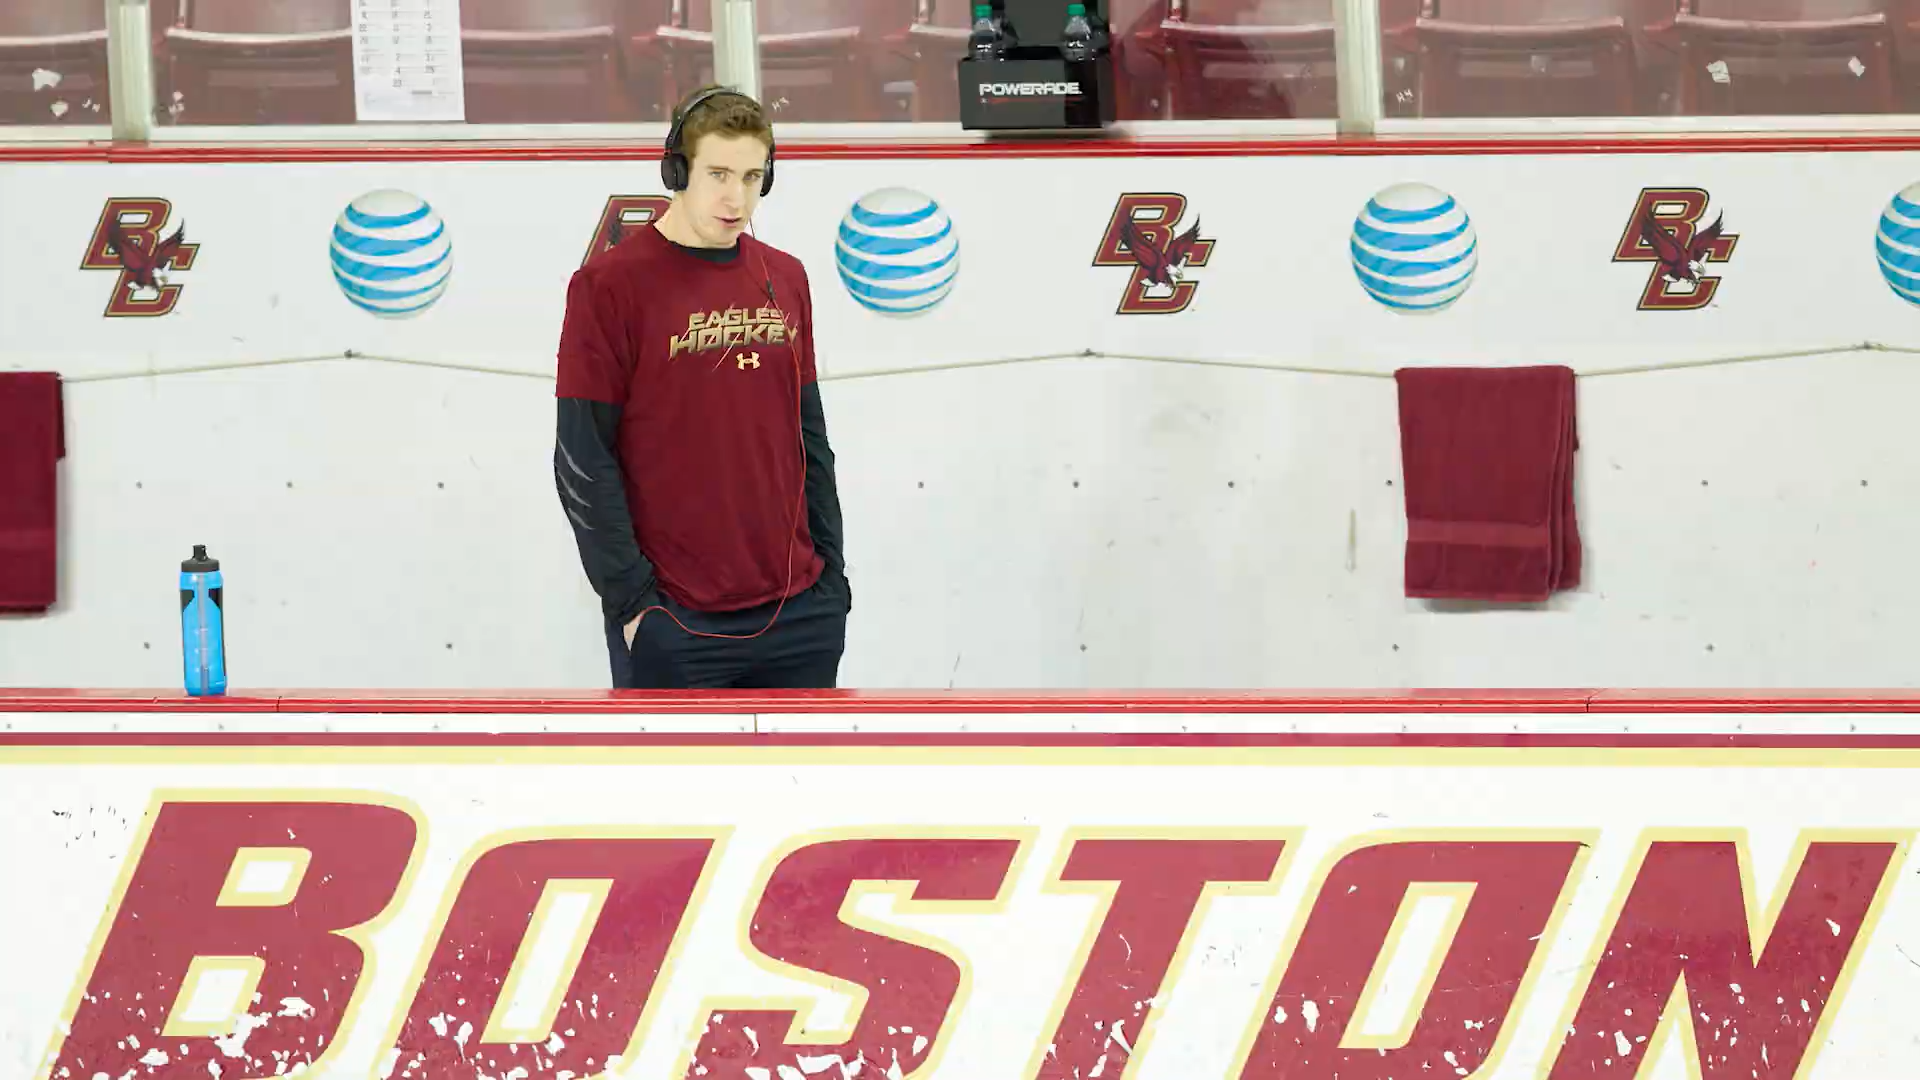 POWERADE
BC
BC
BC
BC
EAGLES
HOCKEY
BOSTON